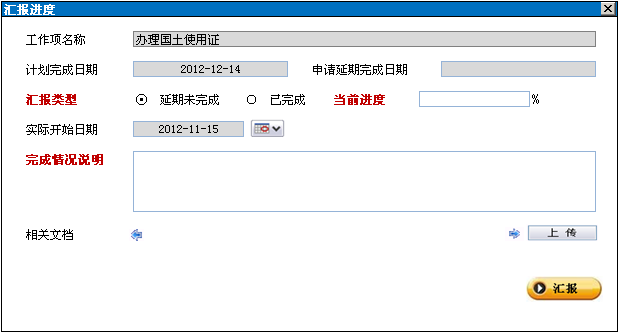 汇报进度
工作项名称 办理国土使用证
计划完成日期 2012-12-14 申请延期完成日期
汇报类型 延期未完成 已完成 当前进度 %
实际开始日期 2012-11-15
完成情况说明
相关文档 上 传
汇报